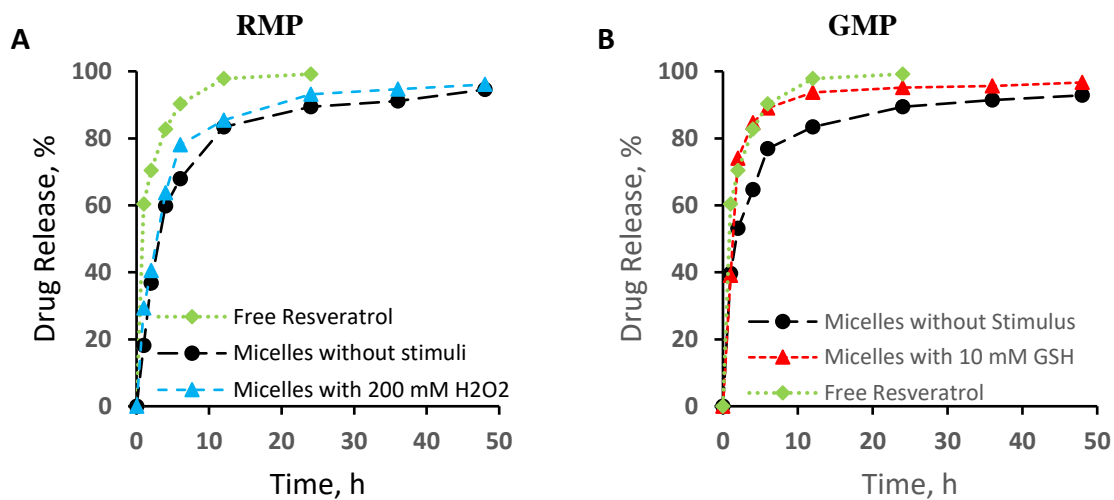 A
RMP
Drug Release, %
100
80
60
40
20
0
Free Resveratrol
Micelles without stimuli
Micelles with 200 mM H2O2
0 10 20 30 40 50
Time, h
B
GMP
Drug Release, %
100
80
60
40
20
0
Micelles without Stimulus
Micelles with 10 mM GSH
Free Resveratrol
0 10 20 30 40 50
Time, h